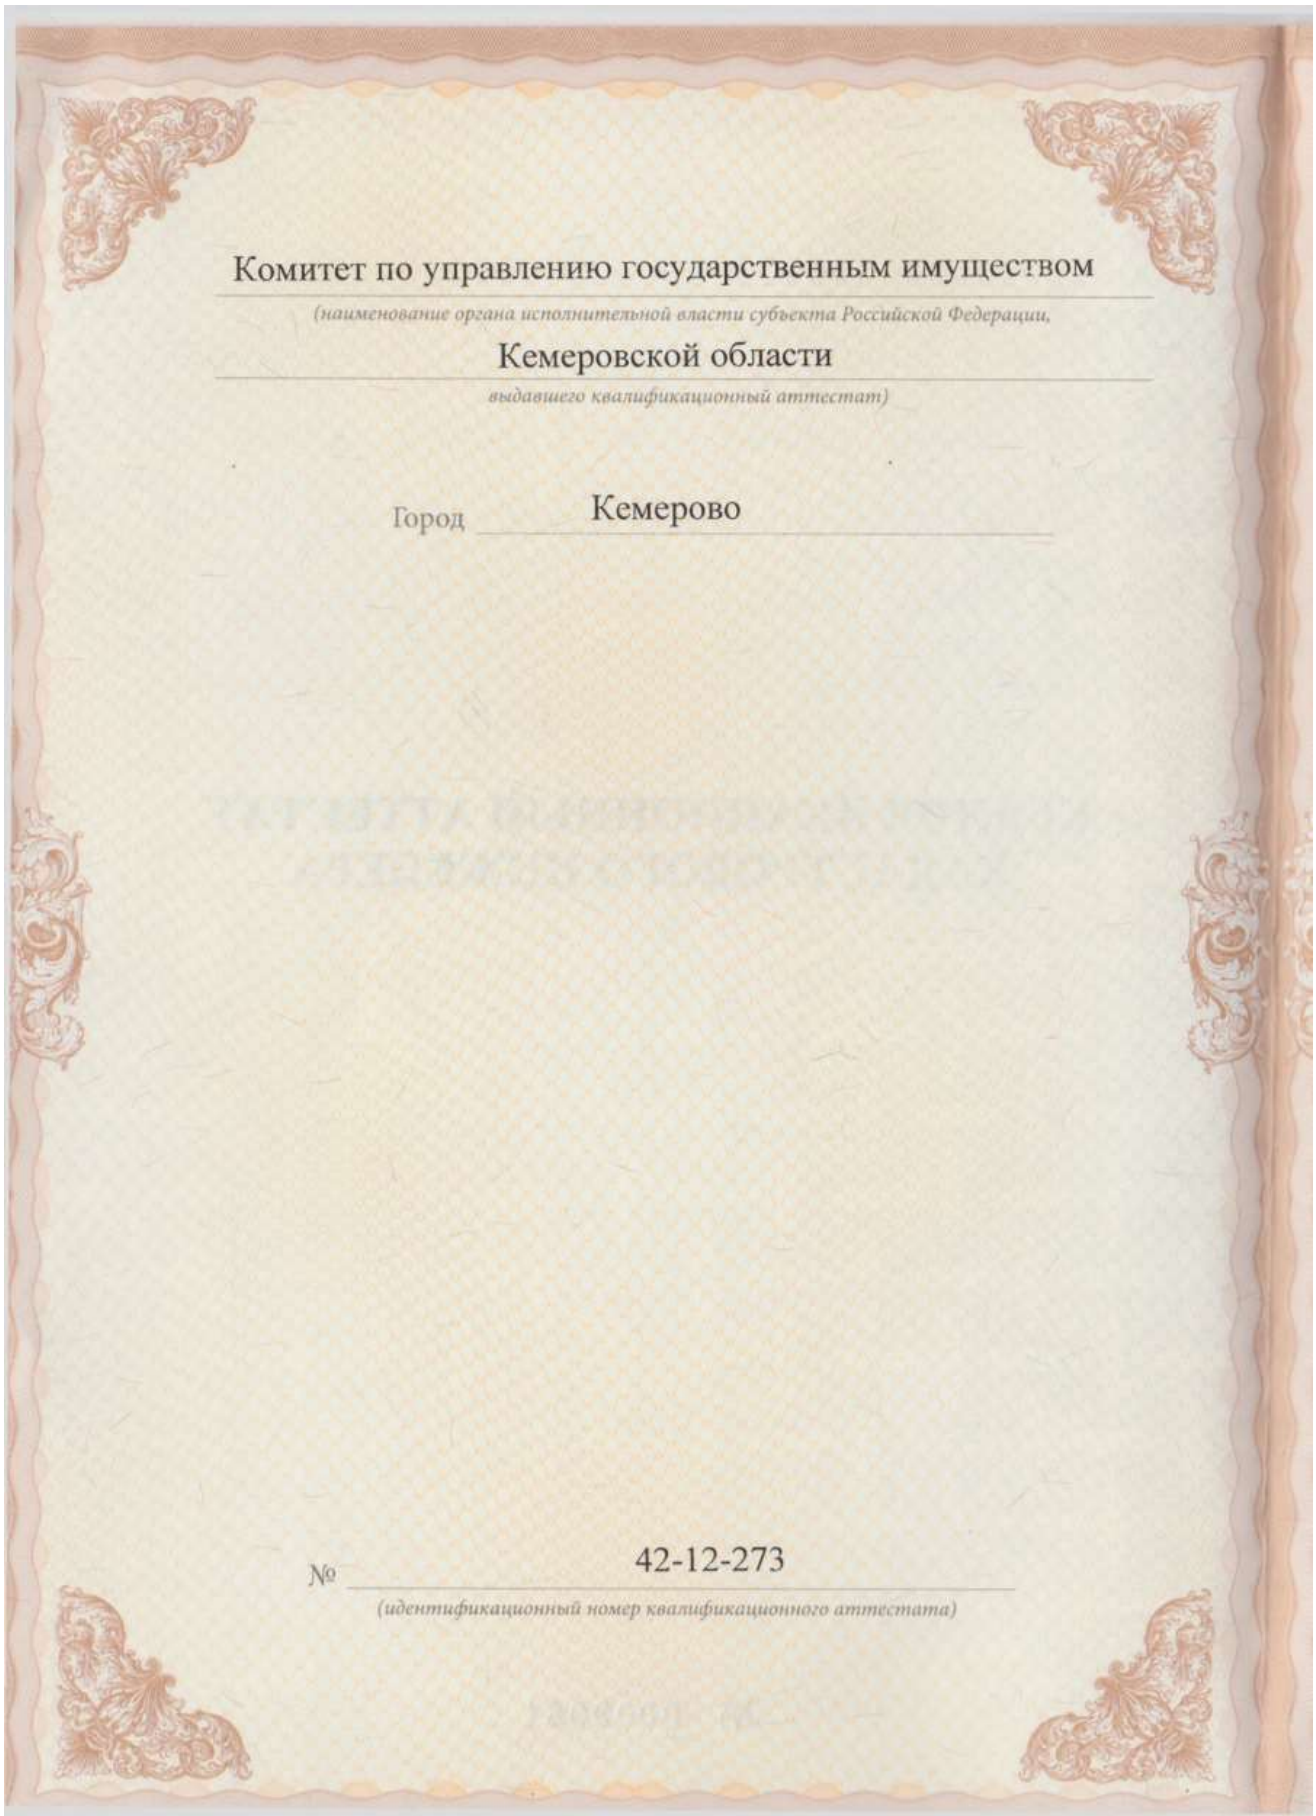 Комитет по управлению государственным имуществом
(наименование органа исполнительной власти субъекта Российской Федерации,
Кемеровской области
выдавшего квалификационный аттестат)
Город Кемерово
№ 42-12-273
(идентификационный номер квалификационного аттестата)